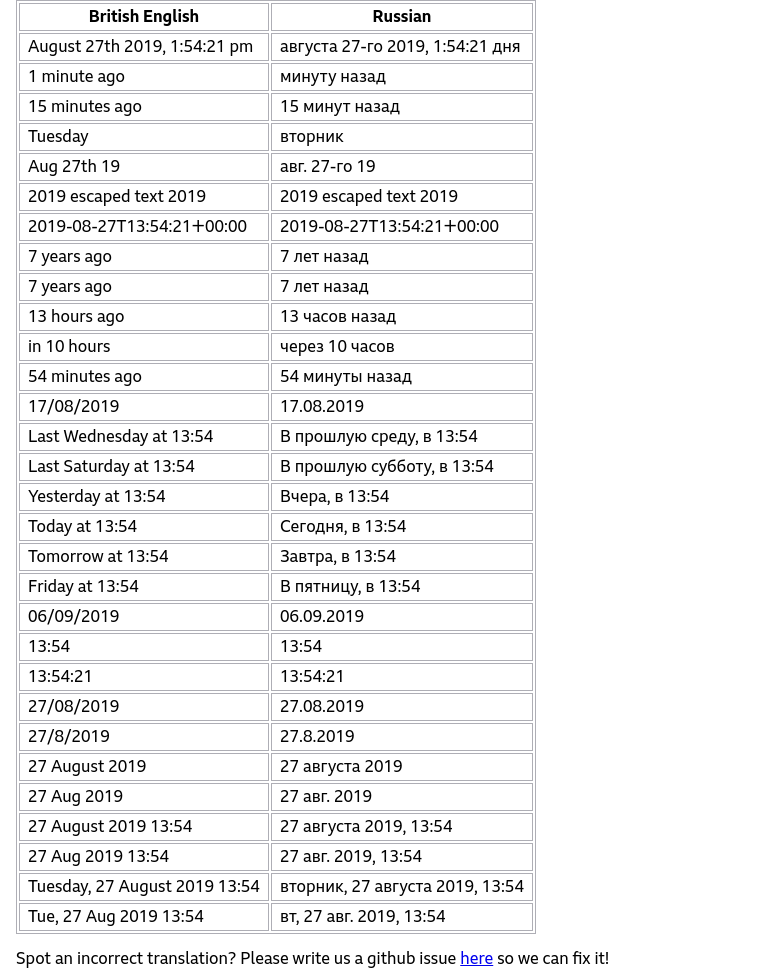 British English Russian
August 27th 2019, 1:54:21 pm августа 27-го 2019, 1:54:21 дня
1 minute ago минуту назад
15 minutes ago 15 минут назад
Tuesday вторник
Aug 27th 19 авг. 27-го 19
2019 escaped text 2019 2019 escaped text 2019
2019-08-27T13:54:21+00:00 2019-08-27T13:54:21+00:00
7 years ago 7 лет назад
7 years ago 7 лет назад
13 hours ago 13 часов назад
in 10 hours через 10 часов
54 minutes ago 54 минуты назад
17/08/2019 17.08.2019
Last Wednesday at 13:54 В прошлую среду, в 13:54
Last Saturday at 13:54 В прошлую субботу, в 13:54
Yesterday at 13:54 Вчера, в 13:54
Today at 13:54 Сегодня, в 13:54
Tomorrow at 13:54 Завтра, в 13:54
Friday at 13:54 В пятницу, в 13:54
06/09/2019 06.09.2019
13:54 13:54
13:54:21 13:54:21
27/08/2019 27.08.2019
27/8/2019 27.8.2019
27 August 2019 27 августа 2019
27 Aug 2019 27 авг. 2019
27 August 2019 13:54 27 августа 2019, 13:54
27 Aug 2019 13:54 27 авг. 2019, 13:54
Tuesday, 27 August 2019 13:54 вторник, 27 августа 2019, 13:54
Tue, 27 Aug 2019 13:54 вт, 27 авг. 2019, 13:54
Spot an incorrect translation? Please write us a github issue here so we can fix it!